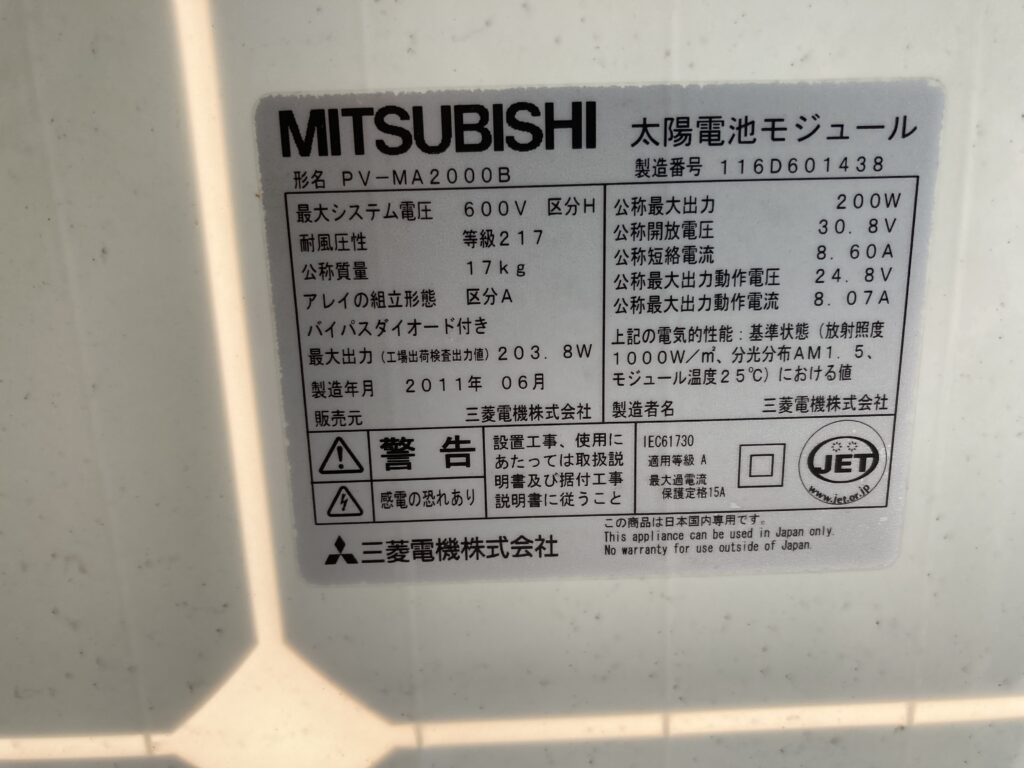 MITSUBISHI 太陽電池モジュール
形名 PV-MA2000B
製造番号 116D601438
最大システム電圧 600V 区分H
耐風圧性 等級217
公称質量 17kg
アレイの組立形態 区分A
バイパスダイオード付き
最大出力(工場出荷検査出力値)203.8W
製造年月 2011年 06月
販売元 三菱電機株式会社
公称最大出力 200W
公称開放電圧 30.8V
公称短絡電流 8.60A
公称最大出力動作電圧 24.8V
公称最大出力動作電流 8.07A
上記の電気的性能:基準状態(放射照度
1000W/㎡、分光分布AM1.5、
モジュール温度25℃)における値
製造者名 三菱電機株式会社
警告
感電の恐れあり
設置工事、使用に
あたっては取扱説
明書及び据付工事
説明書に従うこと
IEC61730
適用等級 A
最大過電流
保護定格15A
JET
www.jet.or.jp
三菱電機株式会社
この商品は日本国内専用です。
This appliance can be used in Japan only.
No warranty for use outside of Japan.